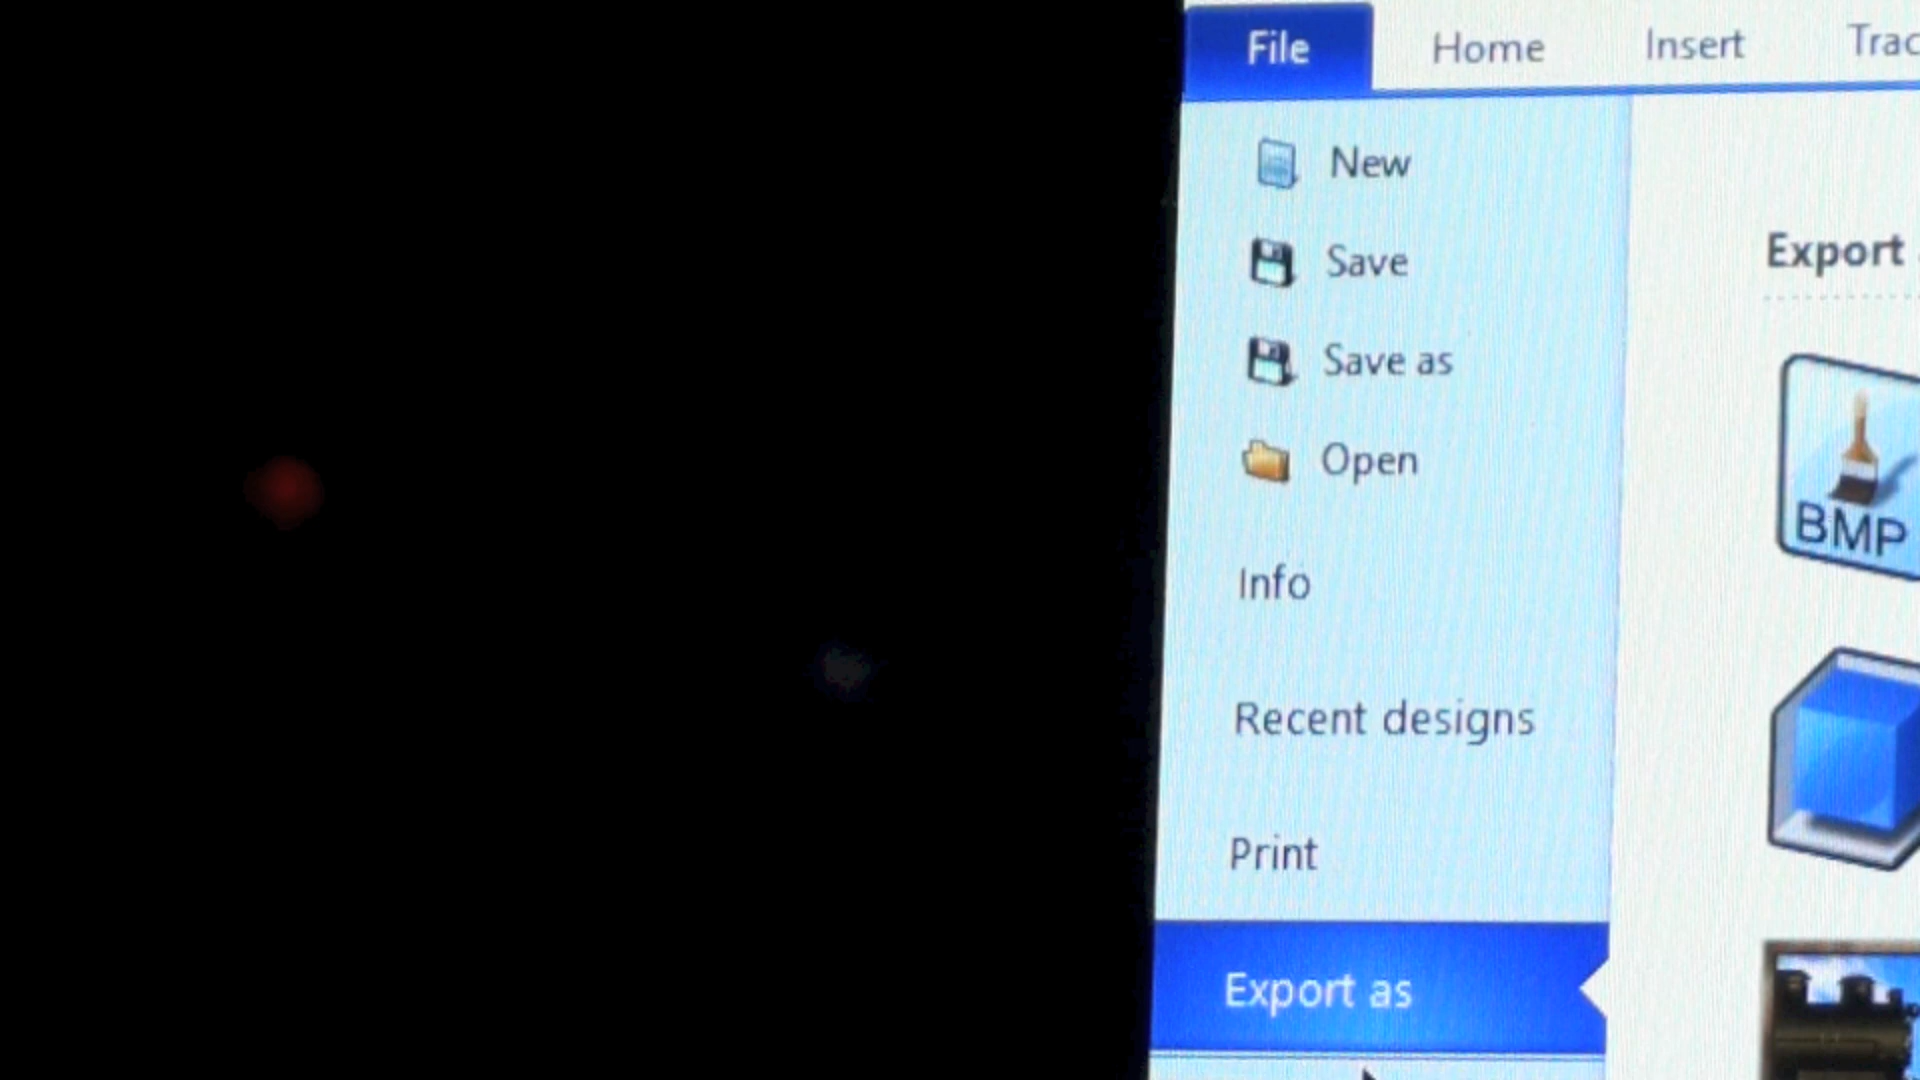 File Home Insert
New
Save
Save as
Open
Info
Recent designs
Print
Export as
Export
BMP